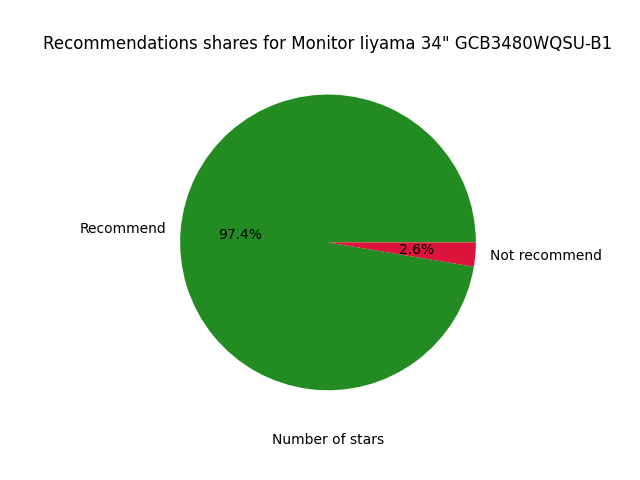 Recommendations shares for Monitor Iiyama 34" GCB3480WQSU-B1
Recommend
97.4%
2.6%
Not recommend
Number of stars